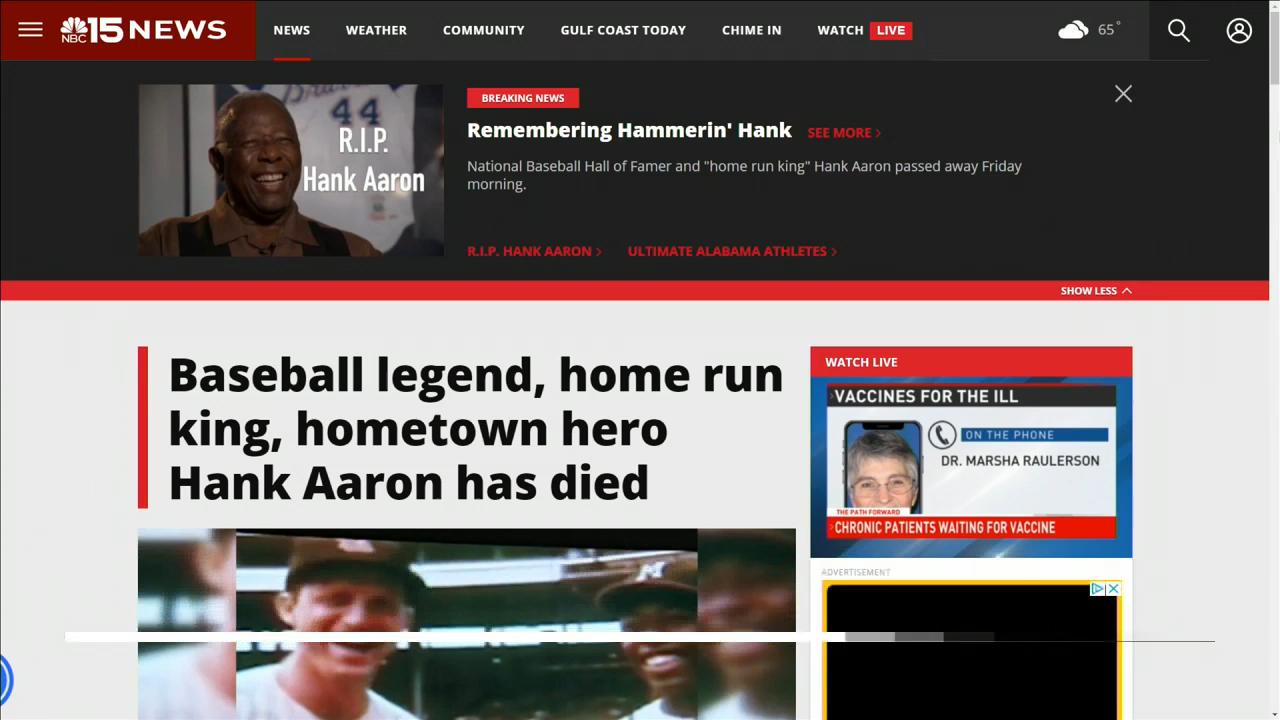 NBC 15 NEWS
NEWS WEATHER COMMUNITY GULF COAST TODAY CHIME IN WATCH LIVE 65°
Braves
44
R.I.P.
Hank Aaron
BREAKING NEWS
Remembering Hammerin' Hank SEE MORE >
National Baseball Hall of Famer and "home run king" Hank Aaron passed away Friday
morning.
R.I.P. HANK AARON > ULTIMATE ALABAMA ATHLETES >
SHOW LESS
Baseball legend, home run
king, hometown hero
Hank Aaron has died
WATCH LIVE
VACCINES FOR THE ILL
ON THE PHONE
DR. MARSHA RAULERSON
THE PATH FORWARD
CHRONIC PATIENTS WAITING FOR VACCINE
ADVERTISEMENT
M